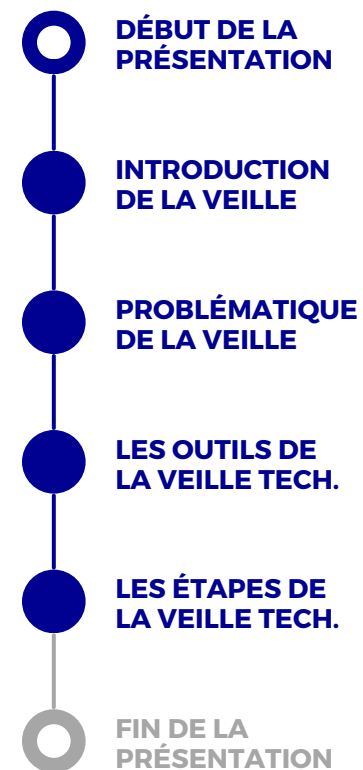 DÉBUT DE LA
PRÉSENTATION
INTRODUCTION
DE LA VEILLE
PROBLÉMATIQUE
DE LA VEILLE
LES OUTILS DE
LA VEILLE TECH.
LES ÉTAPES DE
LA VEILLE TECH.
FIN DE LA
PRÉSENTATION